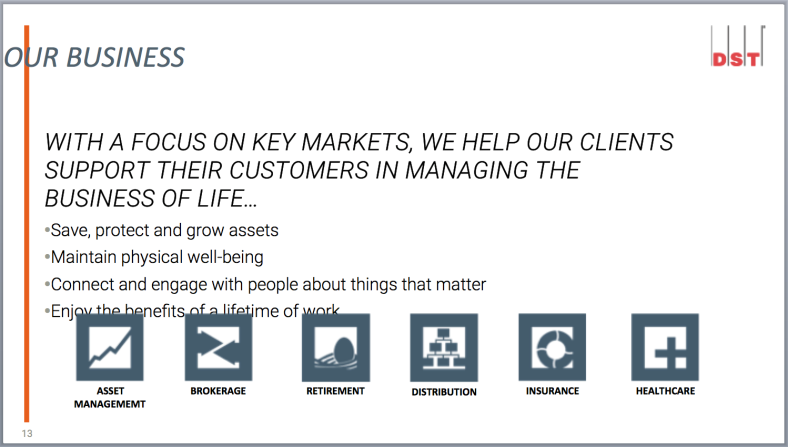 OUR BUSINESS
DST
WITH A FOCUS ON KEY MARKETS, WE HELP OUR CLIENTS
SUPPORT THEIR CUSTOMERS IN MANAGING THE
BUSINESS OF LIFE…
•Save, protect and grow assets
•Maintain physical well-being
•Connect and engage with people about things that matter
•Enjoy the benefits of a lifetime of work
ASSET
MANAGEMEMT
BROKERAGE
RETIREMENT
DISTRIBUTION
INSURANCE
HEALTHCARE
13